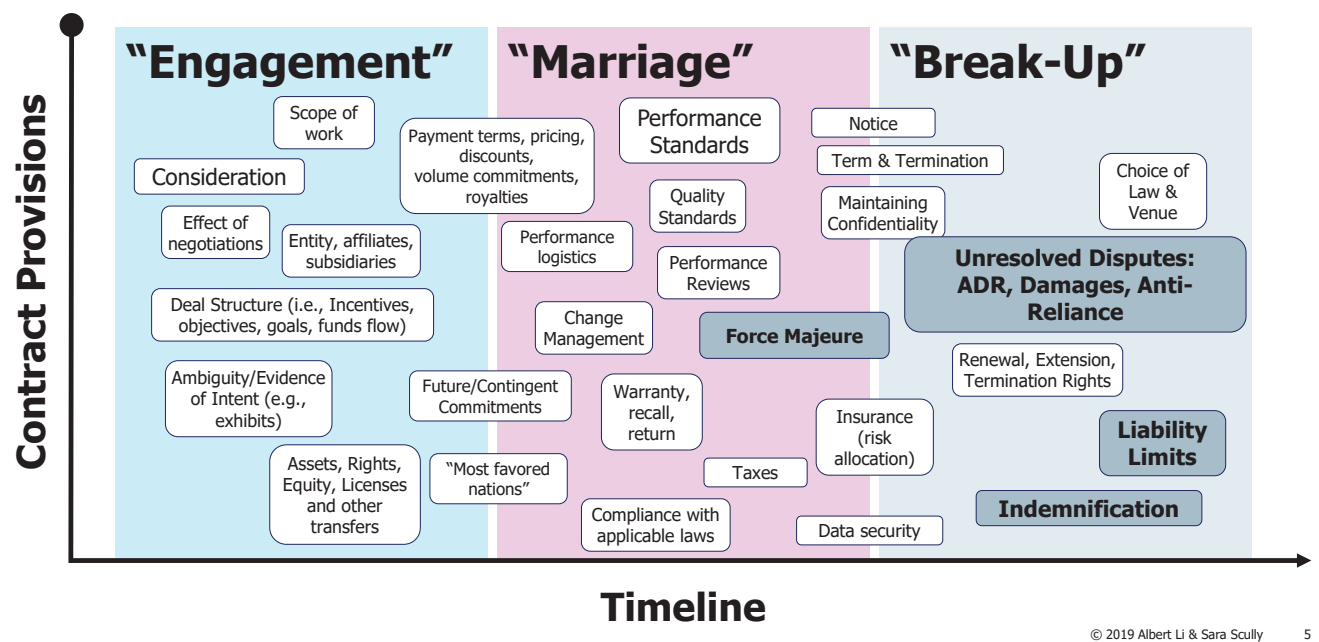 Contract Provisions
“Engagement”
Scope of
work
Consideration
Effect of
negotiations
Entity, affiliates,
subsidiaries
Deal Structure (i.e., Incentives,
objectives, goals, funds flow)
Ambiguity/Evidence
of Intent (e.g.,
exhibits)
Assets, Rights,
Equity, Licenses
and other
transfers
Payment terms, pricing,
discounts,
volume commitments,
royalties
Future/Contingent
Commitments
“Most favored
nations”
“Marriage”
Performance
Standards
Quality
Standards
Performance
logistics
Performance
Reviews
Change
Management
Force Majeure
Warranty,
recall,
return
Taxes
Compliance with
applicable laws
Notice
Term & Termination
Maintaining
Confidentiality
Insurance
(risk
allocation)
Data security
“Break-Up”
Choice of
Law &
Venue
Unresolved Disputes:
ADR, Damages, Anti-
Reliance
Renewal, Extension,
Termination Rights
Liability
Limits
Indemnification
Timeline
© 2019 Albert Li & Sara Scully 5